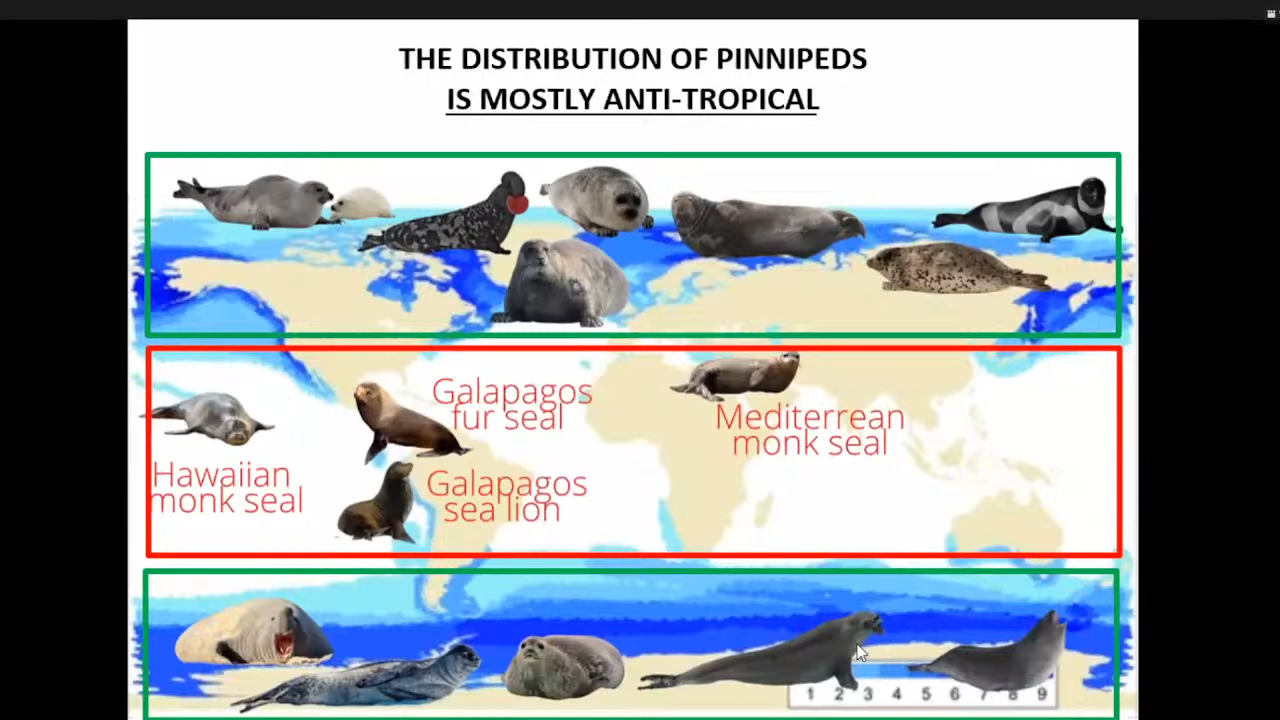 THE DISTRIBUTION OF PINNIPEDS
IS MOSTLY ANTI-TROPICAL
Galapagos
fur seal
Mediterrean
monk seal
Hawaiian
monk seal
Galapagos
sea lion
1 2 3 4 5 6 7 8 9